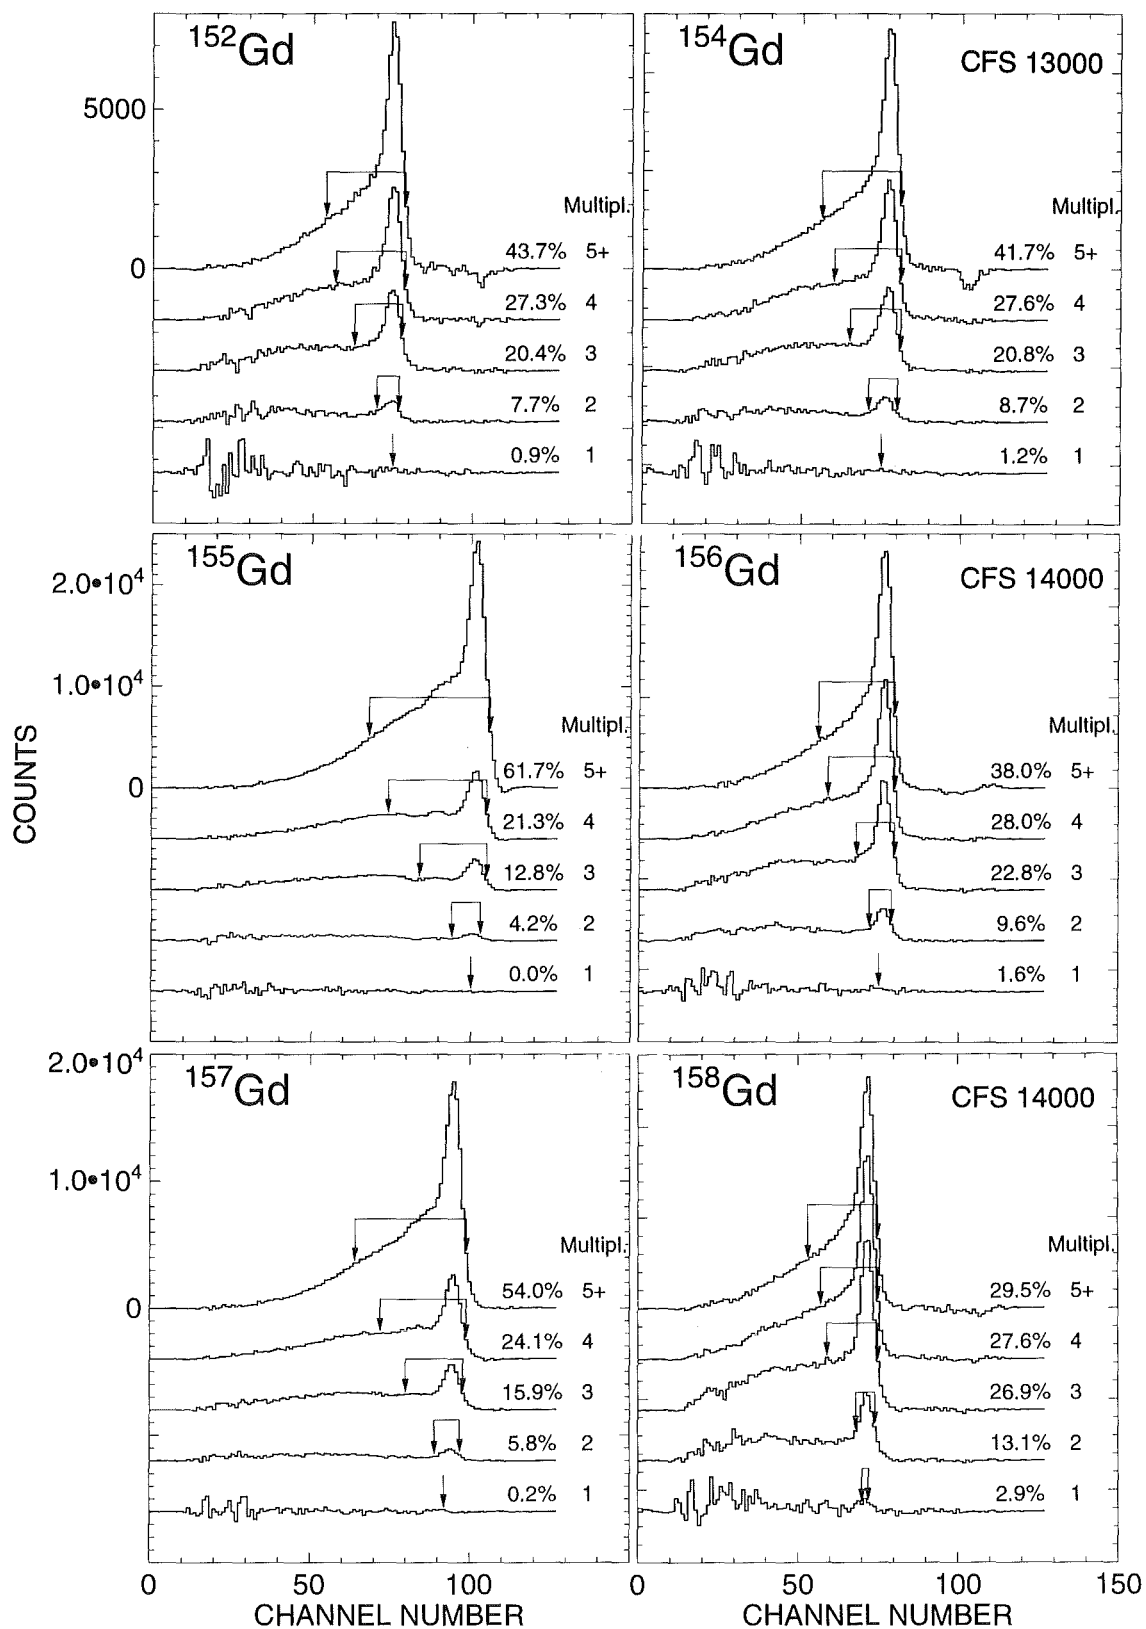 152Gd
5000
0
Multipl.
43.7% 5+
27.3% 4
20.4% 3
7.7% 2
0.9% 1
154Gd
CFS 13000
Multipl.
41.7% 5+
27.6% 4
20.8% 3
8.7% 2
1.2% 1
COUNTS
155Gd
2.0•10^4
1.0•10^4
0
Multipl.
61.7% 5+
21.3% 4
12.8% 3
4.2% 2
0.0% 1
156Gd
CFS 14000
Multipl.
38.0% 5+
28.0% 4
22.8% 3
9.6% 2
1.6% 1
157Gd
2.0•10^4
1.0•10^4
0
Multipl.
54.0% 5+
24.1% 4
15.9% 3
5.8% 2
0.2% 1
158Gd
CFS 14000
Multipl.
29.5% 5+
27.6% 4
26.9% 3
13.1% 2
2.9% 1
0 50 100
CHANNEL NUMBER
0 50 100 150
CHANNEL NUMBER